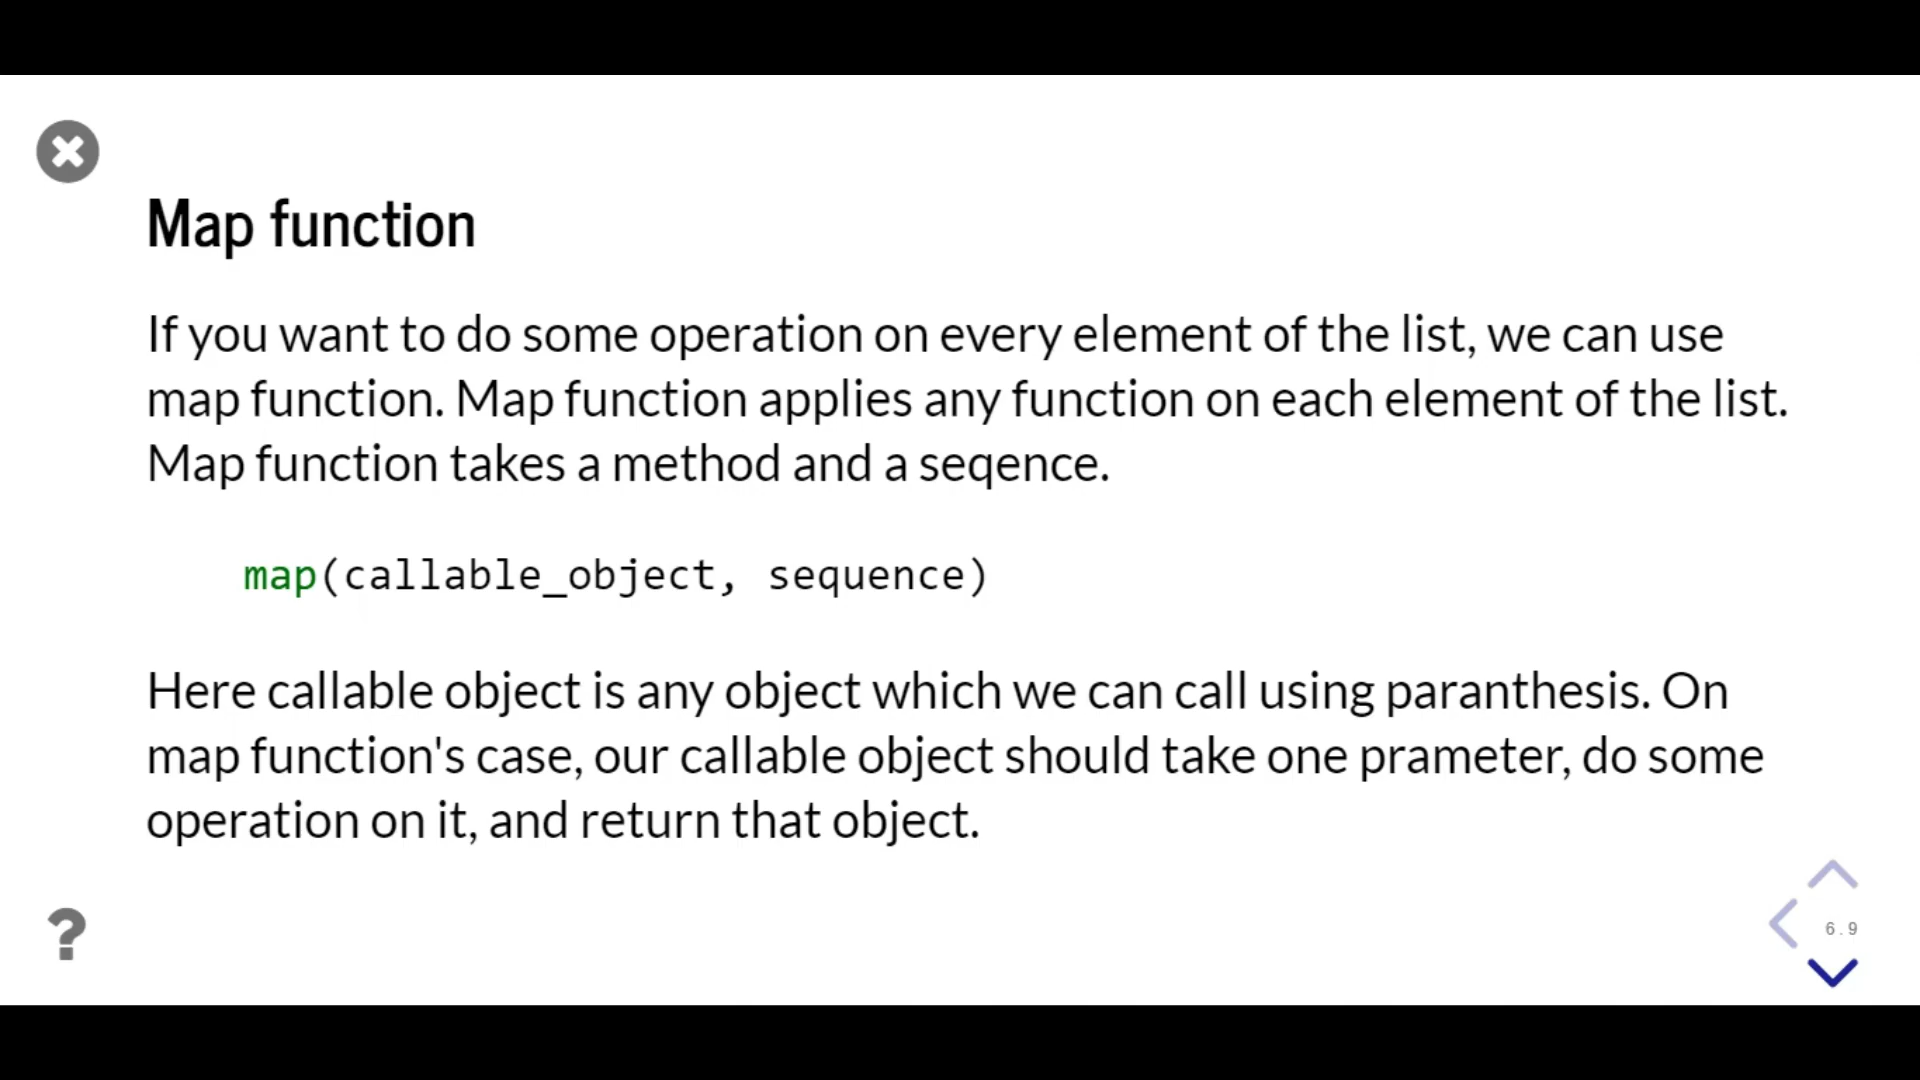 Map function
If you want to do some operation on every element of the list, we can use
map function. Map function applies any function on each element of the list.
Map function takes a method and a seqence.
map(callable_object, sequence)
Here callable object is any object which we can call using paranthesis. On
map function's case, our callable object should take one prameter, do some
operation on it, and return that object.
?
6.9